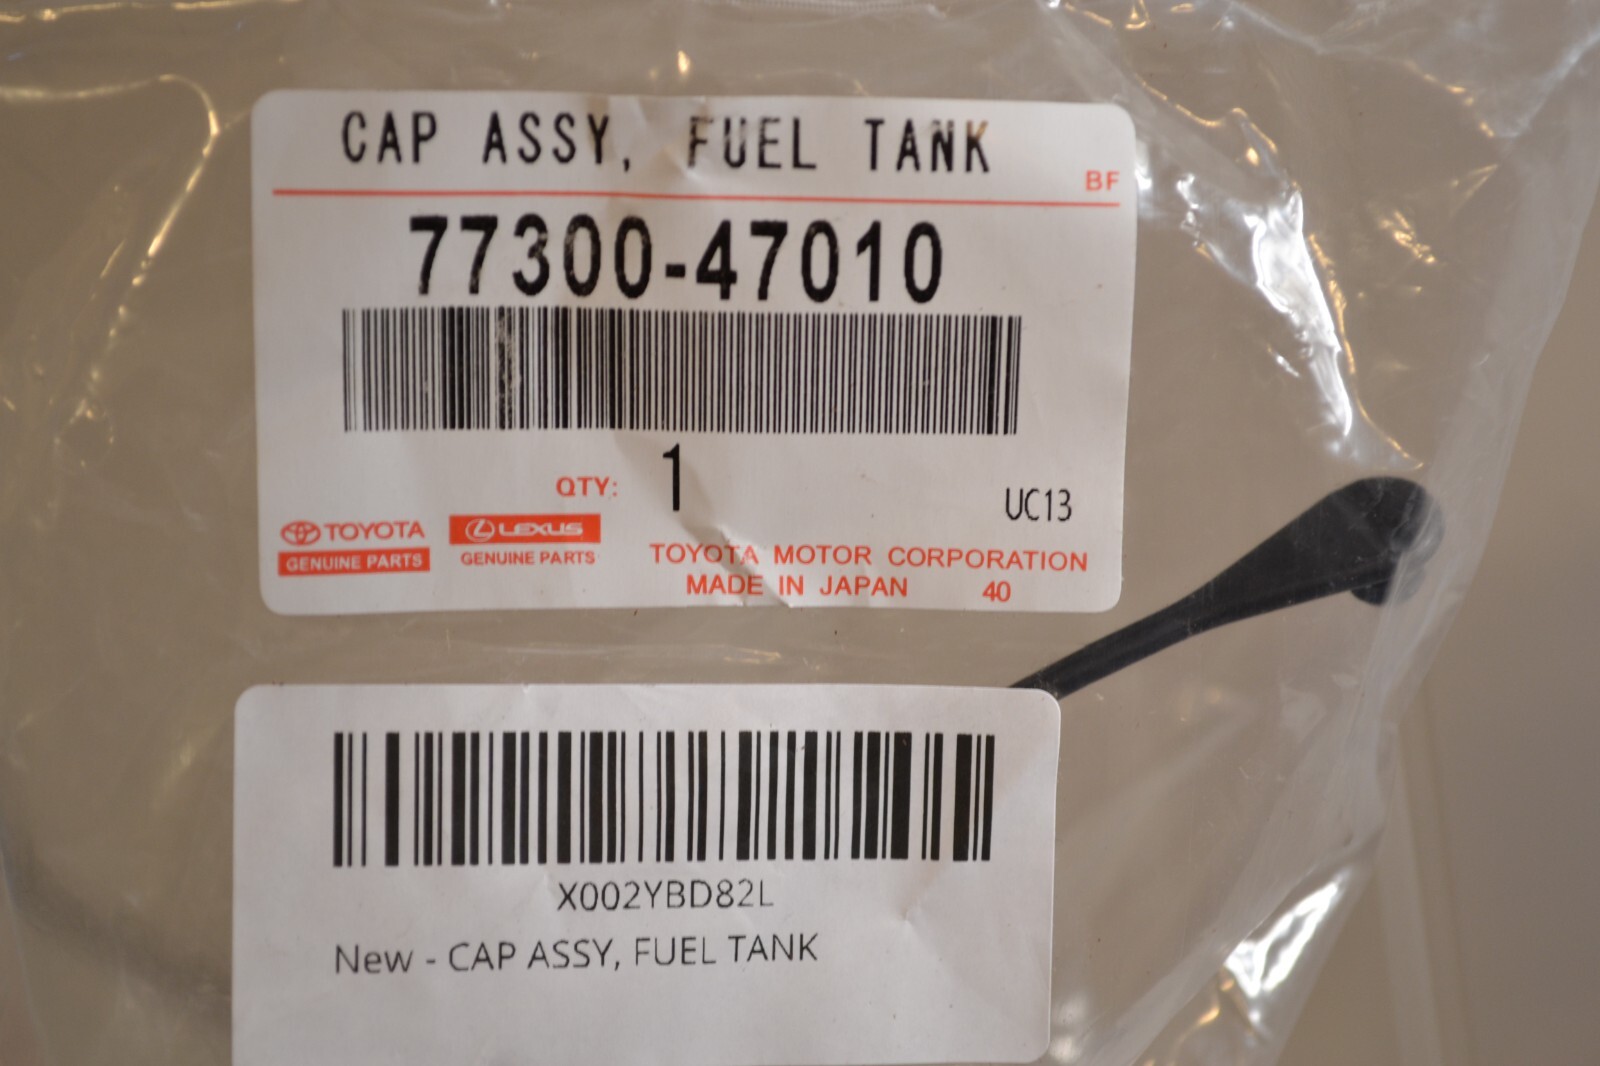 CAP ASSY, FUEL TANK
BF
77300-47010
QTY: 1
UC13
TOYOTA
GENUINE PARTS
LEXUS
GENUINE PARTS
TOYOTA MOTOR CORPORATION
MADE IN JAPAN 40
X002YBD82L
New - CAP ASSY, FUEL TANK